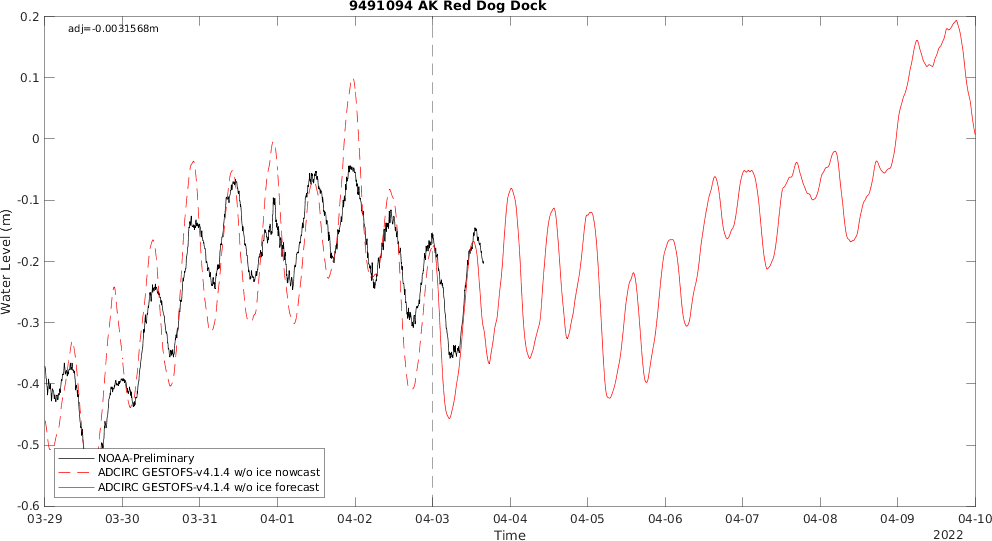 9491094 AK Red Dog Dock
adj=-0.0031568m
0.2
0.1
0
-0.1
-0.2
-0.3
-0.4
-0.5
-0.6
Water Level (m)
NOAA-Preliminary
ADCIRC GESTOFS-v4.1.4 w/o ice nowcast
ADCIRC GESTOFS-v4.1.4 w/o ice forecast
03-29 03-30 03-31 04-01 04-02 04-03 04-04 04-05 04-06 04-07 04-08 04-09 04-10
Time
2022